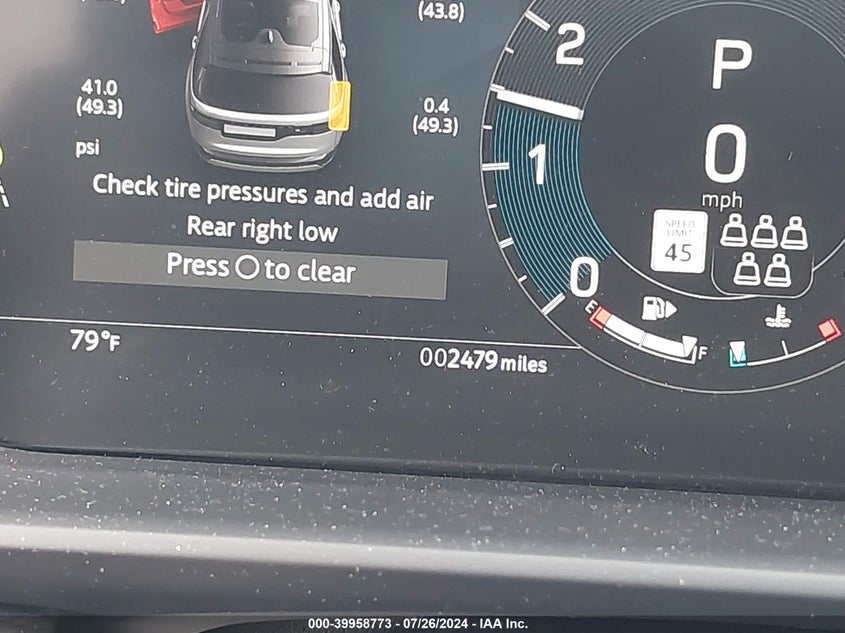 (43.8)
2
P
41.0
(49.3)
0.4
(49.3)
psi
1
0
mph
Check tire pressures and add air
Rear right low
SPEED
LIMIT
45
Press to clear
0
E
F
79°F
002479 miles
000-39958773 - 07/26/2024 - IAA Inc.